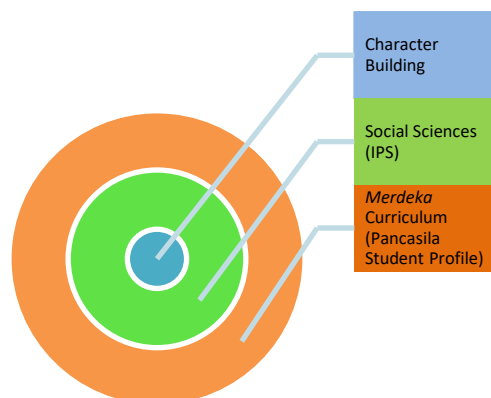 Character
Building
Social Sciences
(IPS)
Merdeka
Curriculum
(Pancasila
Student Profile)